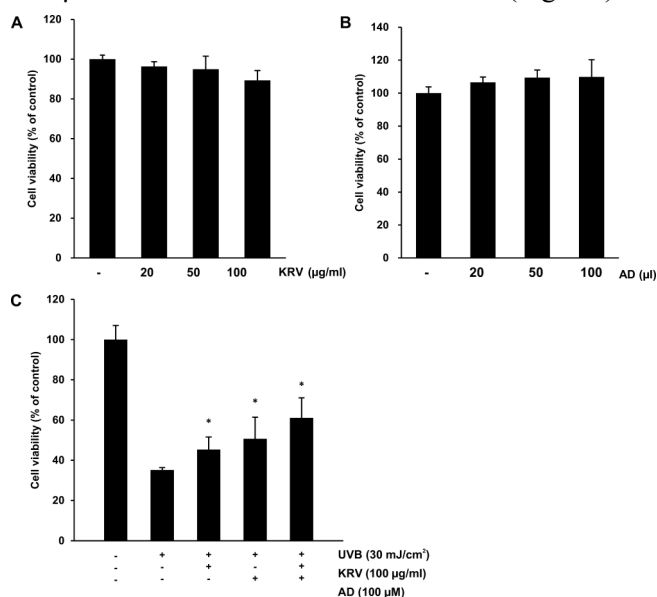 A
Cell viability (% of control)
120
100
80
60
40
20
0
- 20 50 100 KRV (µg/ml)
B
Cell viability (% of control)
140
120
100
80
60
40
20
0
- 20 50 100 AD (µl)
C
Cell viability (% of control)
120
100
80
60
40
20
0
* * *
- + + + + UVB (30 mJ/cm²)
- - + - + KRV (100 µg/ml)
- - - + + AD (100 µM)